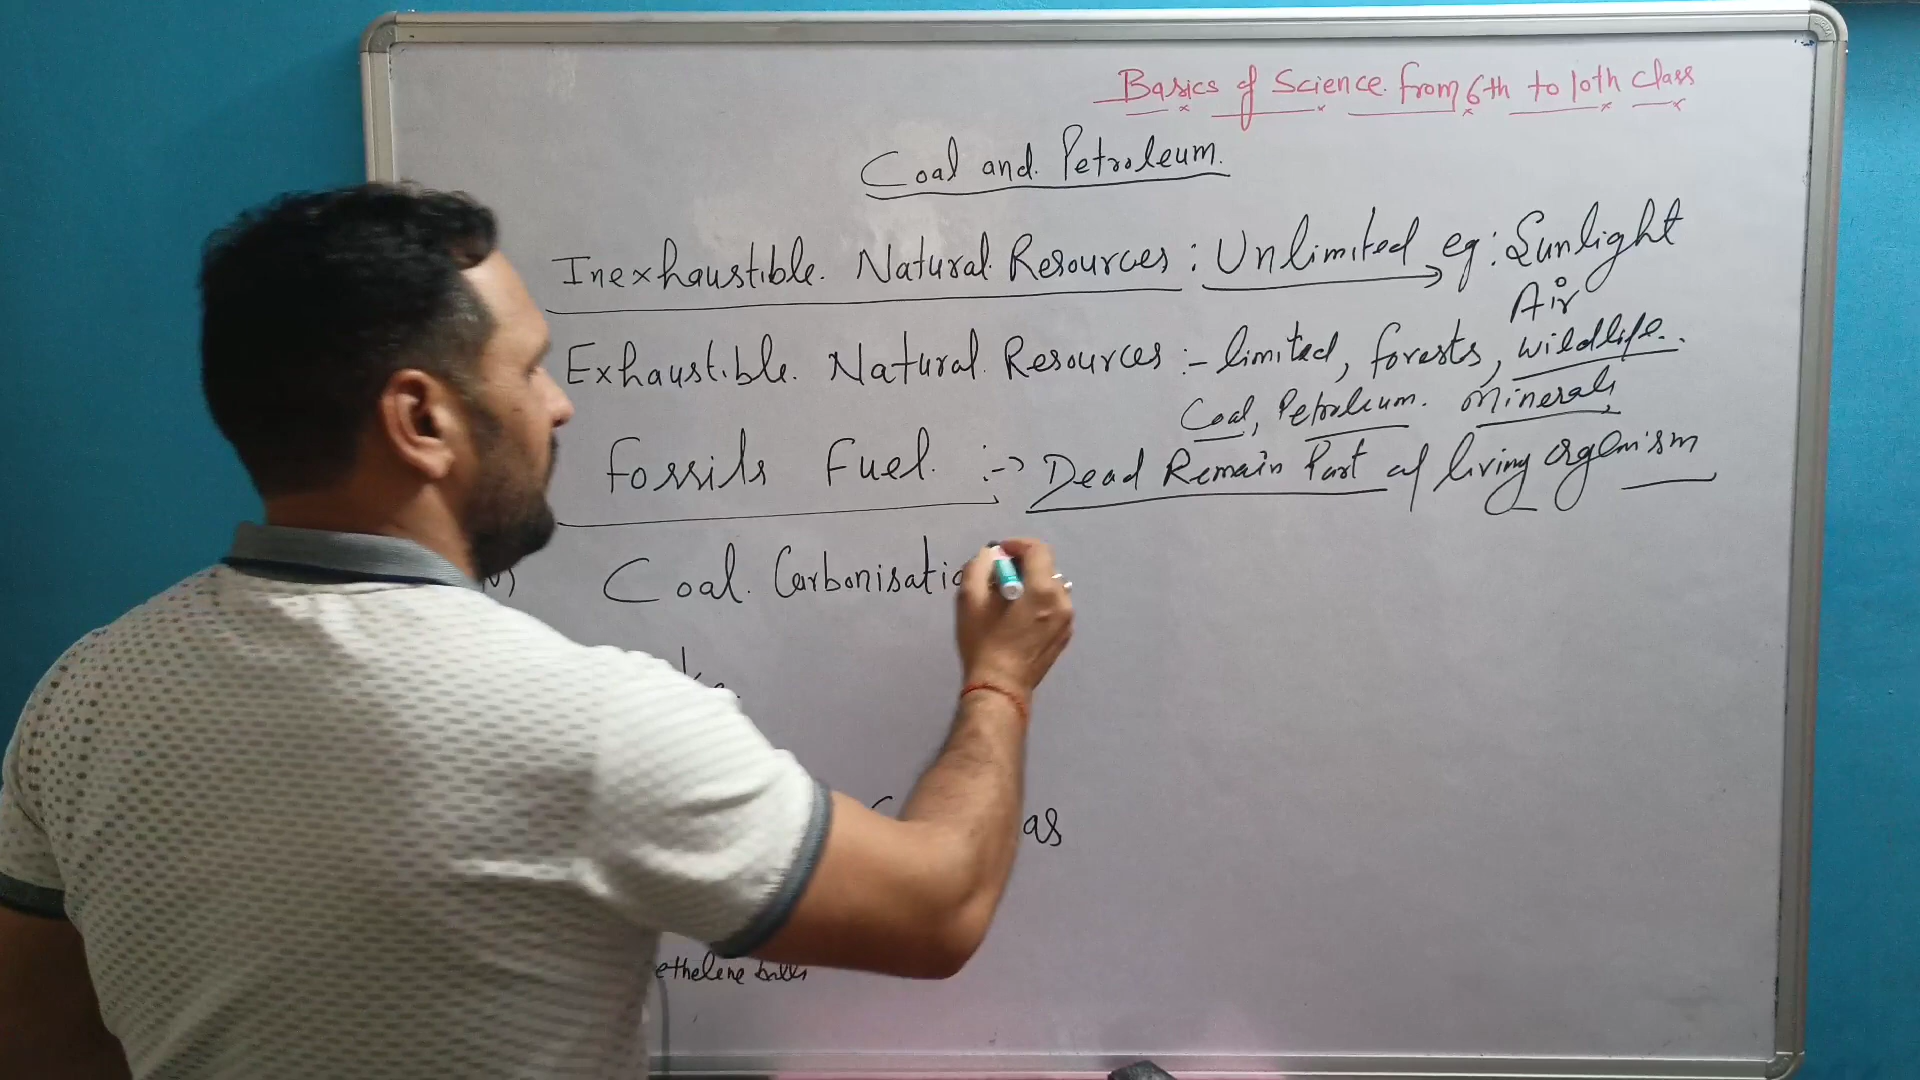 Basics of Science from 6th to 10th class
Coal and Petroleum.
Inexhaustible Natural Resources : Unlimited eg: Sunlight
Air
Exhaustible Natural Resources :- limited, forests, wildlife.
Coal, Petroleum. minerals
fossils Fuel :-> Dead Remain Part of living orgenism
Coal. Carbonisatio
as
ethelene balls